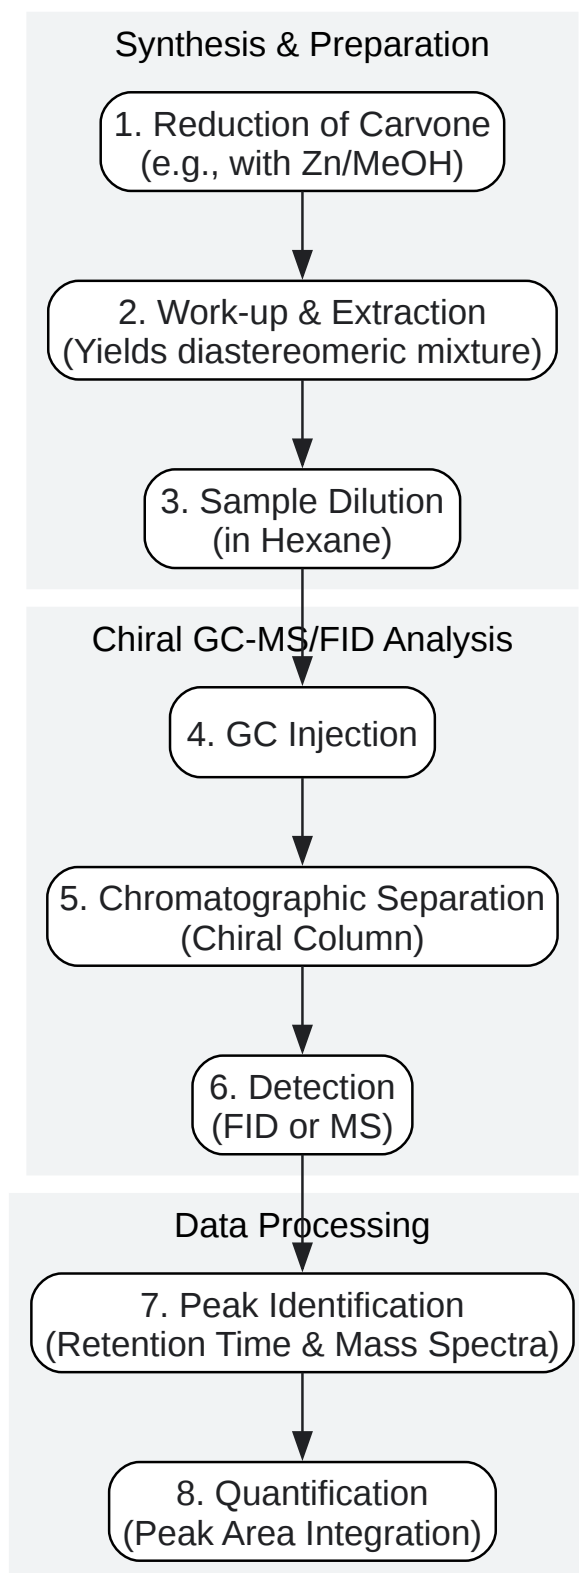 Synthesis & Preparation
1. Reduction of Carvone
(e.g., with Zn/MeOH)
2. Work-up & Extraction
(Yields diastereomeric mixture)
3. Sample Dilution
(in Hexane)
Chiral GC-MS/FID Analysis
4. GC Injection
5. Chromatographic Separation
(Chiral Column)
6. Detection
(FID or MS)
Data Processing
7. Peak Identification
(Retention Time & Mass Spectra)
8. Quantification
(Peak Area Integration)